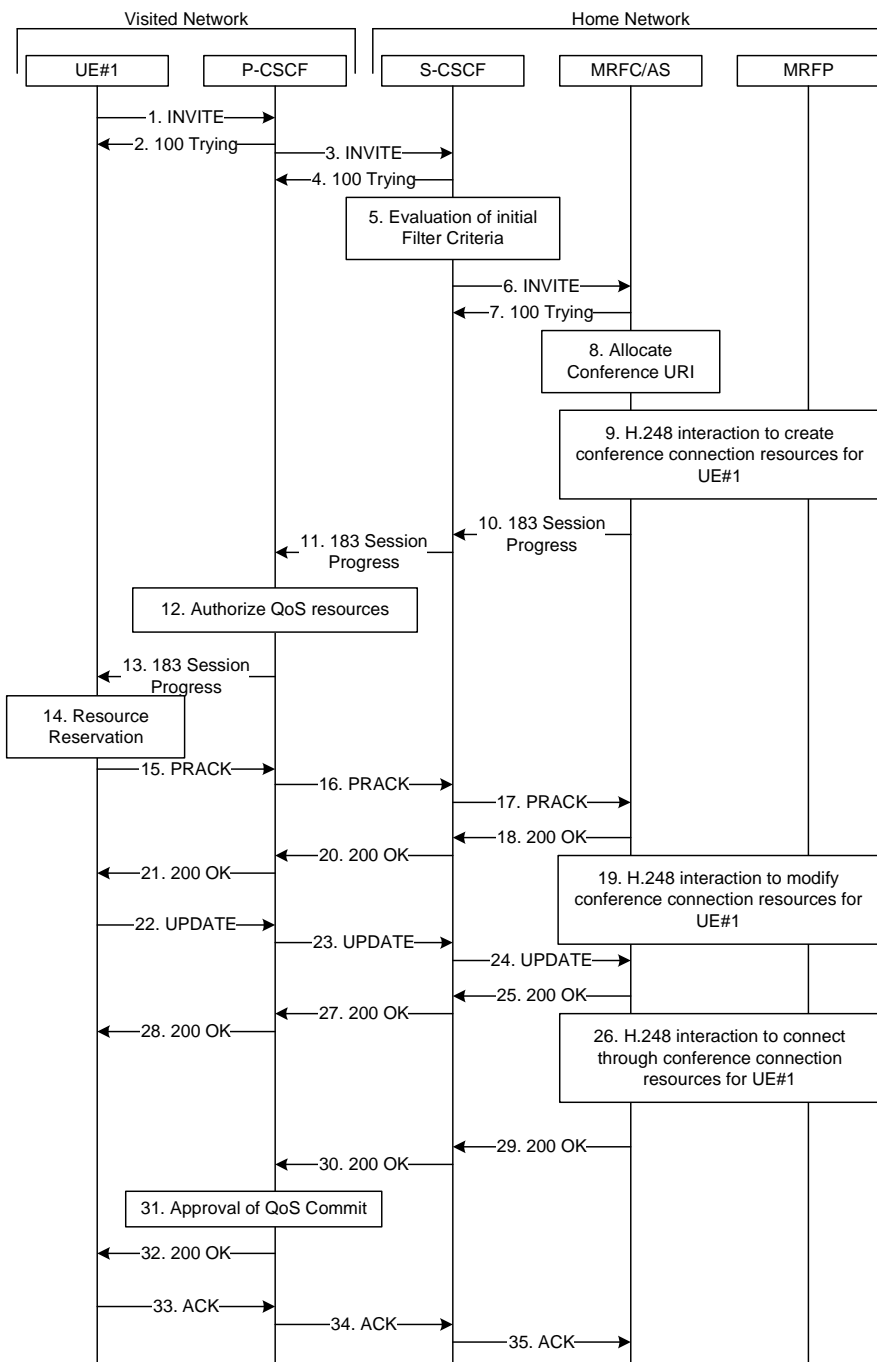 Visited Network
Home Network
UE#1
P-CSCF
S-CSCF
MRFC/AS
MRFP
1. INVITE
2. 100 Trying
3. INVITE
4. 100 Trying
5. Evaluation of initial
Filter Criteria
6. INVITE
7. 100 Trying
8. Allocate
Conference URI
9. H.248 interaction to create
conference connection resources for
UE#1
10. 183 Session
Progress
11. 183 Session
Progress
12. Authorize QoS resources
13. 183 Session
Progress
14. Resource
Reservation
15. PRACK
16. PRACK
17. PRACK
18. 200 OK
19. H.248 interaction to modify
conference connection resources for
UE#1
20. 200 OK
21. 200 OK
22. UPDATE
23. UPDATE
24. UPDATE
25. 200 OK
26. H.248 interaction to connect
through conference connection
resources for UE#1
27. 200 OK
28. 200 OK
29. 200 OK
30. 200 OK
31. Approval of QoS Commit
32. 200 OK
33. ACK
34. ACK
35. ACK